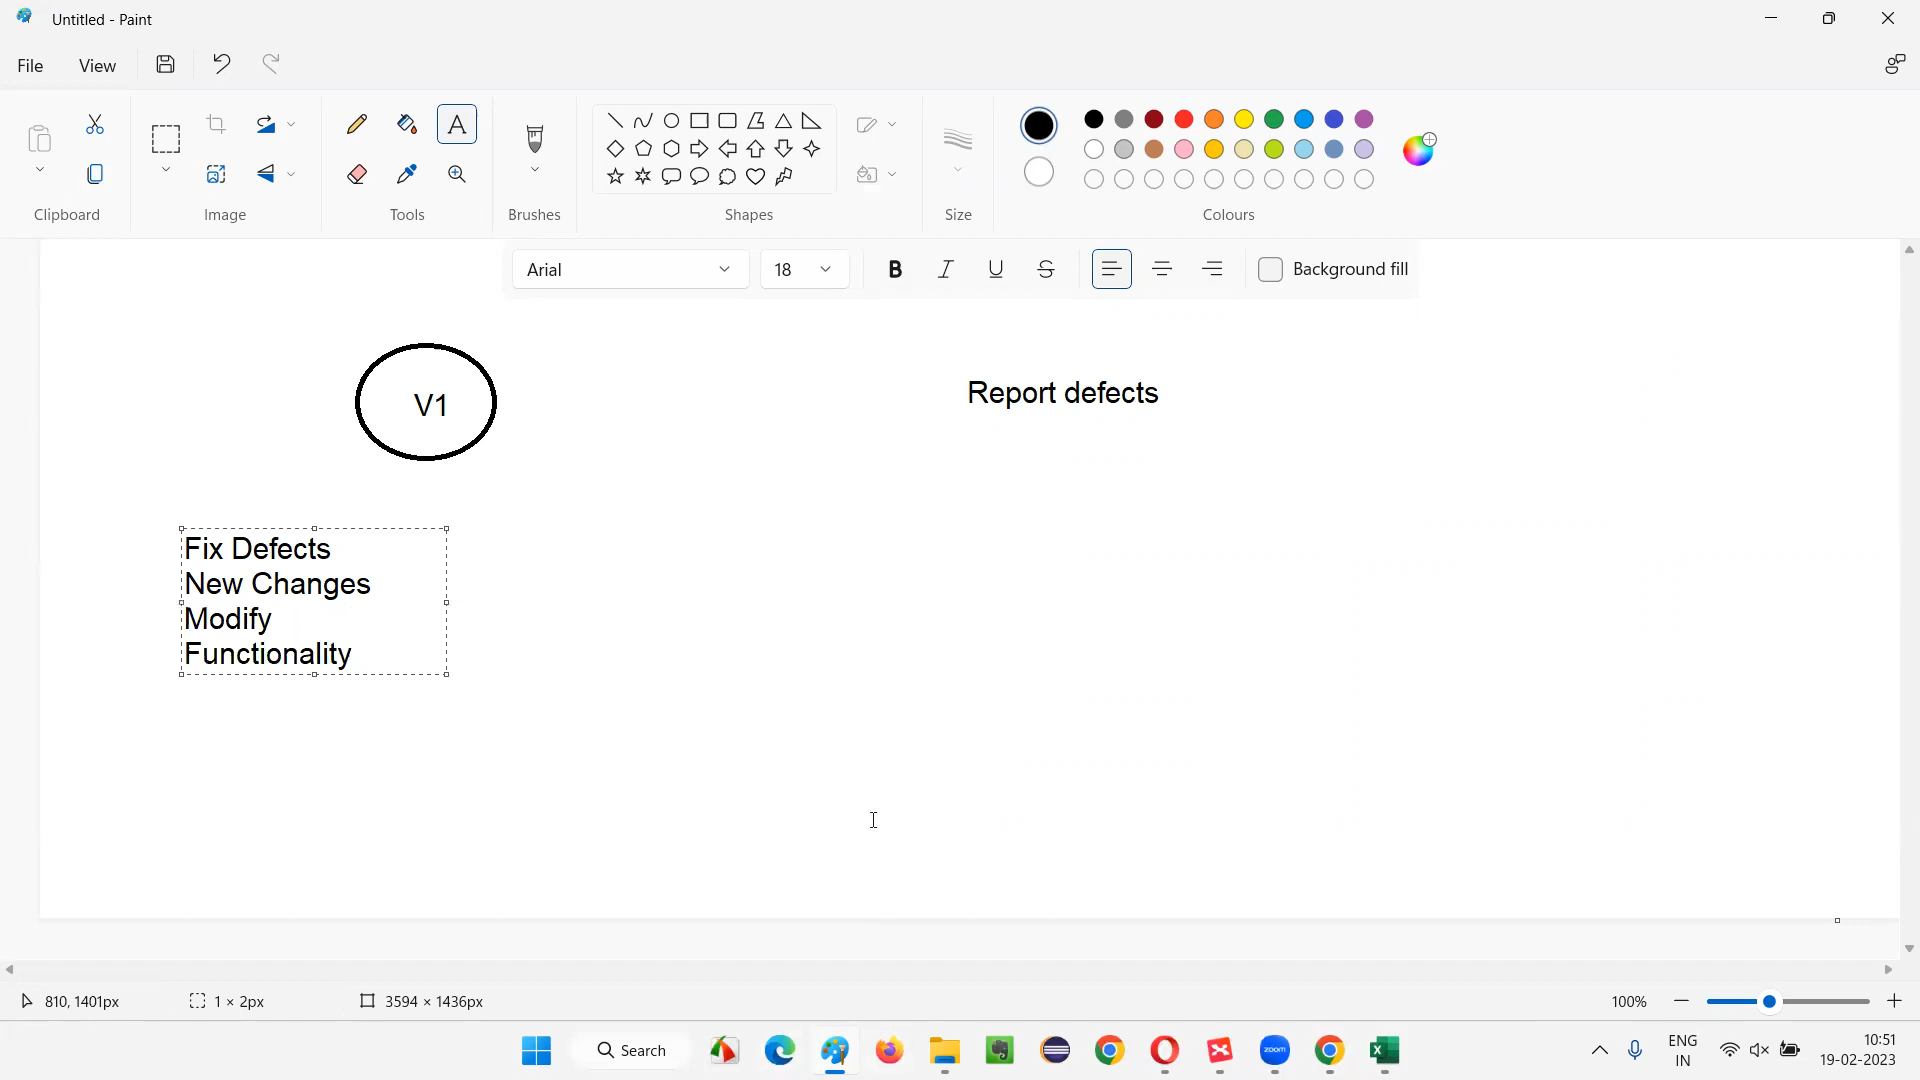 Untitled - Paint
File
View
Clipboard
Image
Tools
Brushes
Shapes
Size
Colours
Arial
18
B
I
U
S
Background fill
V1
Report defects
Fix Defects
New Changes
Modify
Functionality
810, 1401px
1 × 2px
3594 × 1436px
100%
Search
zoom
ENG
IN
10:51
19-02-2023